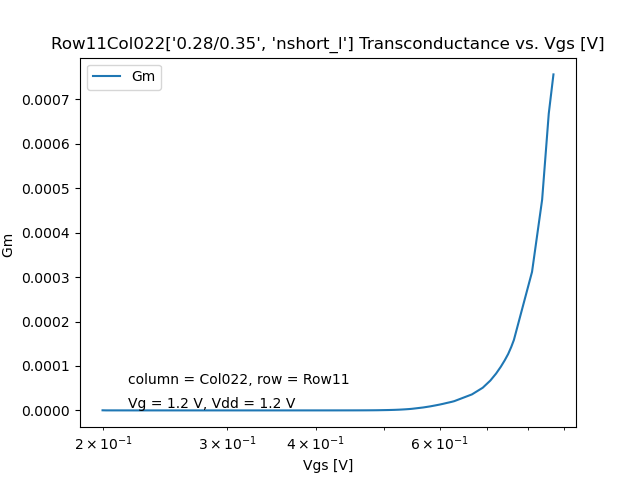 Row11Col022['0.28/0.35', 'nshort_l'] Transconductance vs. Vgs [V]
Gm
0.0007
0.0006
0.0005
0.0004
0.0003
0.0002
0.0001
0.0000
Gm
column = Col022, row = Row11
Vg = 1.2 V, Vdd = 1.2 V
2 × 10⁻¹ 3 × 10⁻¹ 4 × 10⁻¹ 6 × 10⁻¹
Vgs [V]